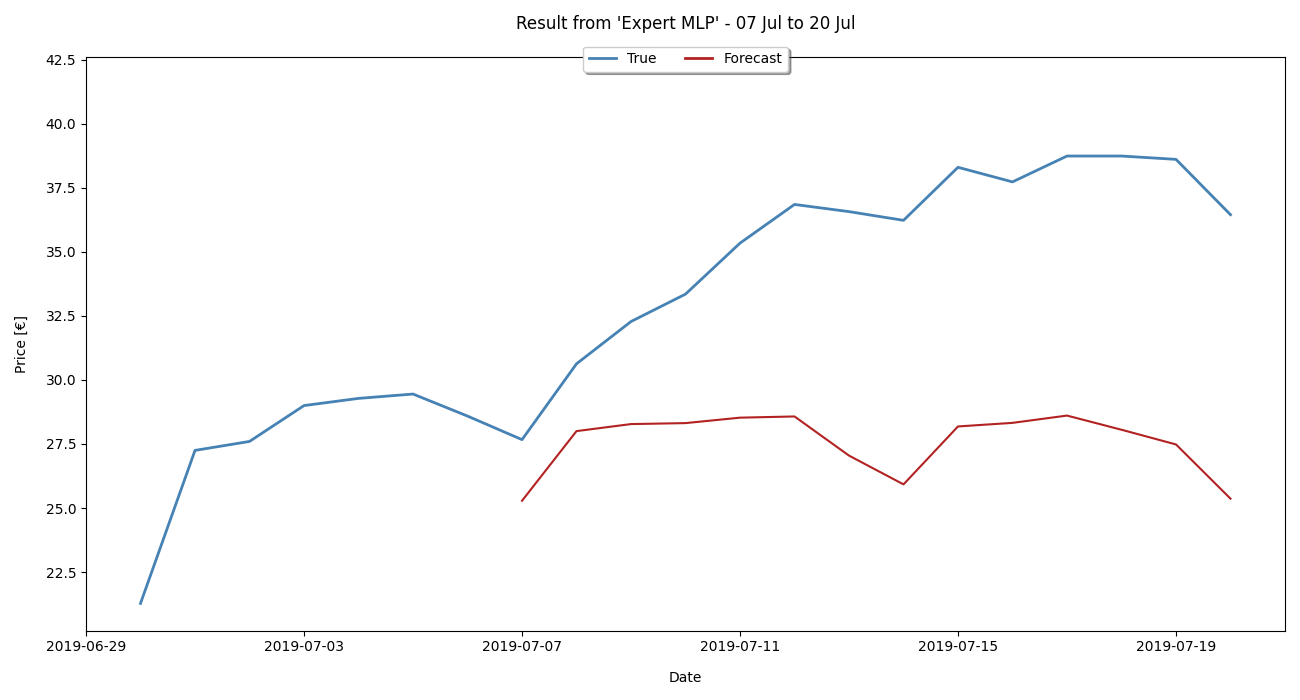 Result from 'Expert MLP' - 07 Jul to 20 Jul
True Forecast
42.5
40.0
37.5
35.0
32.5
30.0
27.5
25.0
22.5
Price [€]
2019-06-29 2019-07-03 2019-07-07 2019-07-11 2019-07-15 2019-07-19
Date